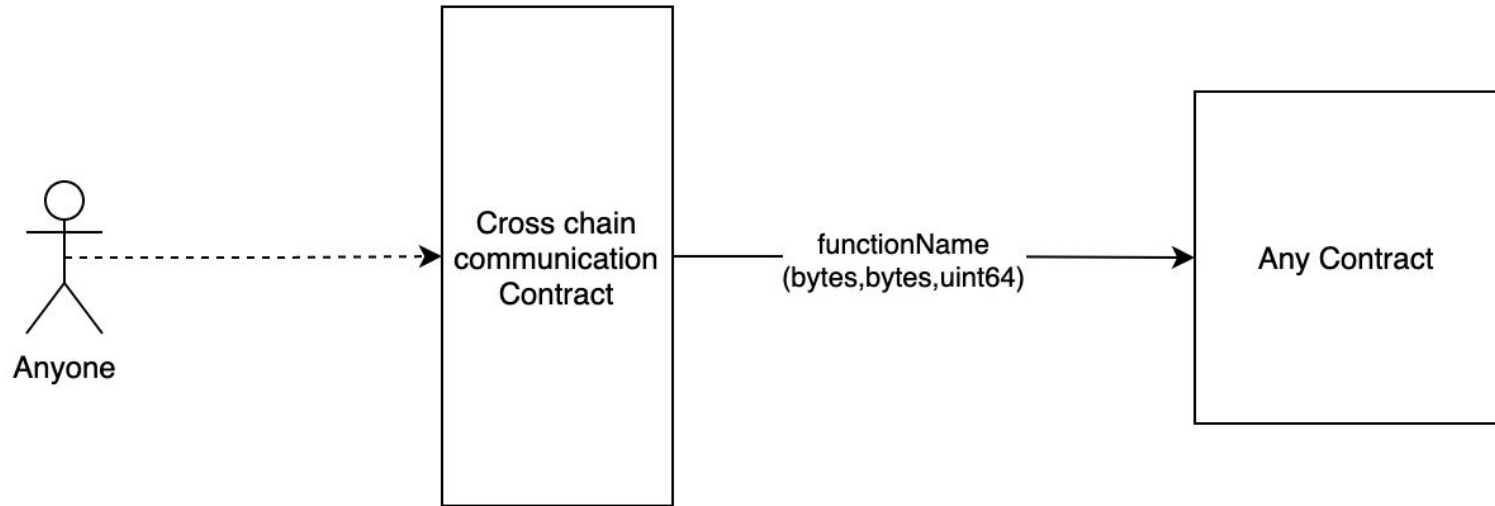 Anyone
Cross chain
communication
Contract
functionName
(bytes,bytes,uint64)
Any Contract